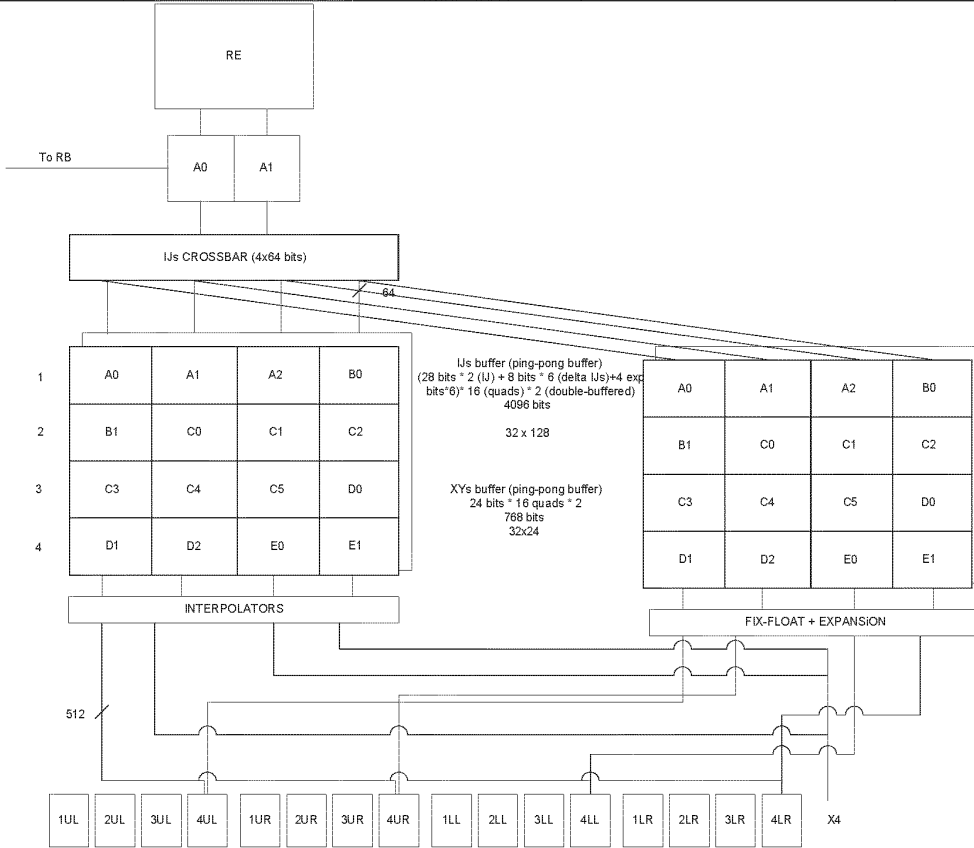 RE
To RB
A0 A1
IJs CROSSBAR (4x64 bits)
64
IJs buffer (ping-pong buffer)
(28 bits * 2 (IJ) + 8 bits * 6 (delta IJs)+4 exp
bits*6)* 16 (quads) * 2 (double-buffered)
4096 bits
32 x 128
XYs buffer (ping-pong buffer)
24 bits * 16 quads * 2
768 bits
32x24
1 A0 A1 A2 B0
2 B1 C0 C1 C2
3 C3 C4 C5 D0
4 D1 D2 E0 E1
A0 A1 A2 B0
B1 C0 C1 C2
C3 C4 C5 D0
D1 D2 E0 E1
INTERPOLATORS
FIX-FLOAT + EXPANSiON
512
1UL 2UL 3UL 4UL 1UR 2UR 3UR 4UR 1LL 2LL 3LL 4LL 1LR 2LR 3LR 4LR X4